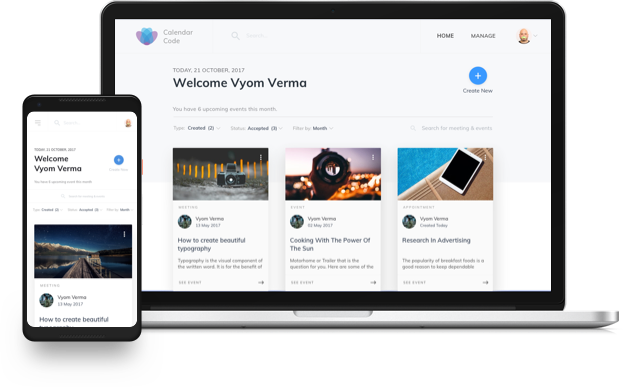 Calendar
Code
Search
HOME
MANAGE
TODAY, 21 OCTOBER, 2017
Welcome Vyom Verma
Create New
You have 6 upcoming events this month.
Type: Created (2)
Status: Accepted (3)
Filter by: Month
Search for meeting & events
MEETING
Vyom Verma
13 May 2017
How to create beautiful
typography
Typography is the visual component of
the written word. It is for the benefit of
SEE EVENT
EVENT
Vyom Verma
02 May 2017
Cooking With The Power Of
The Sun
Motorhome or Trailer that is the
question for you. Here are some of the
SEE EVENT
APPOINTMENT
Vyom Verma
Created Today
Research In Advertising
The popularity of breakfast foods is a
good reason to keep dependable
SEE EVENT
TODAY, 21 OCTOBER, 2017
Welcome
Vyom Verma
Create New
You have 6 upcoming events this month
Type: Created (2)
Status: Accepted (3)
Filter by: Month
MEETING
Vyom Verma
13 May 2017
How to create beautiful
typography